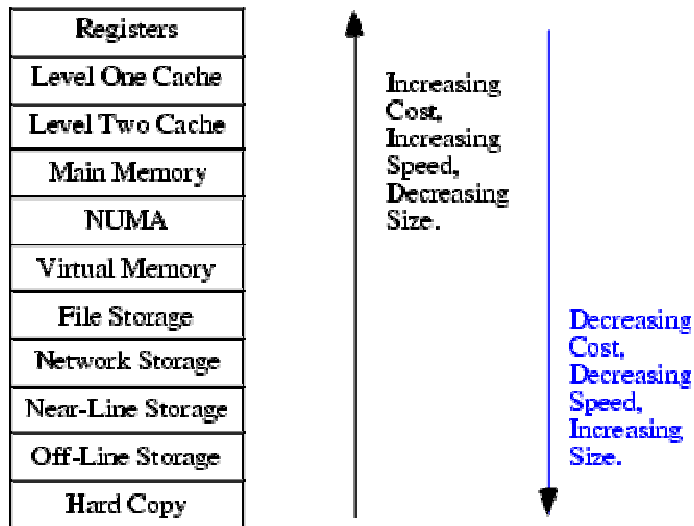 Registers
Level One Cache
Level Two Cache
Main Memory
NUMA
Virtual Memory
File Storage
Network Storage
Near-Line Storage
Off-Line Storage
Hard Copy
Increasing
Cost,
Increasing
Speed,
Decreasing
Size.
Decreasing
Cost,
Decreasing
Speed,
Increasing
Size.